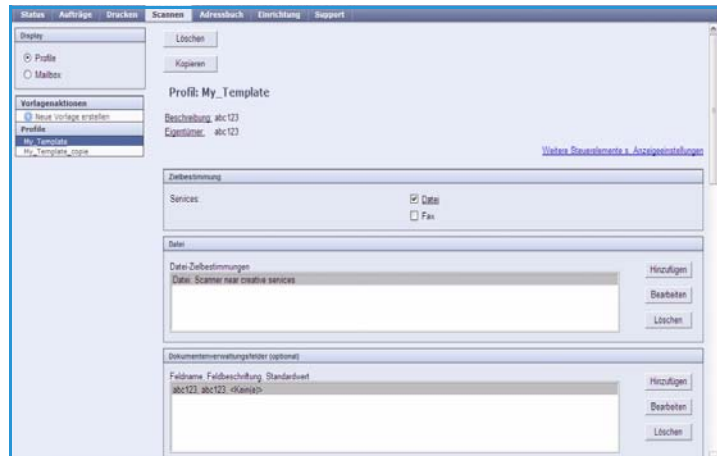 Status Aufträge Drucken Scannen Adressbuch Einrichtung Support
Display
Profile
Mailbox
Vorlagenaktionen
Neue Vorlage erstellen
Profile
My_Template
My_Template_copie
Löschen
Kopieren
Profil: My_Template
Beschreibung: abc123
Eigentümer: abc123
Weitere Steuerelemente s. Anzeigeeinstellungen
Zielbestimmung
Services:
Datei
Fax
Datei
Datei-Zielbestimmungen
Datei: Scanner near creative services
Hinzufügen
Bearbeiten
Löschen
Dokumentenverwaltungsfelder (optional)
Feldname, Feldbeschriftung, Standardwert
abc123, abc123, <Kein(e)>
Hinzufügen
Bearbeiten
Löschen